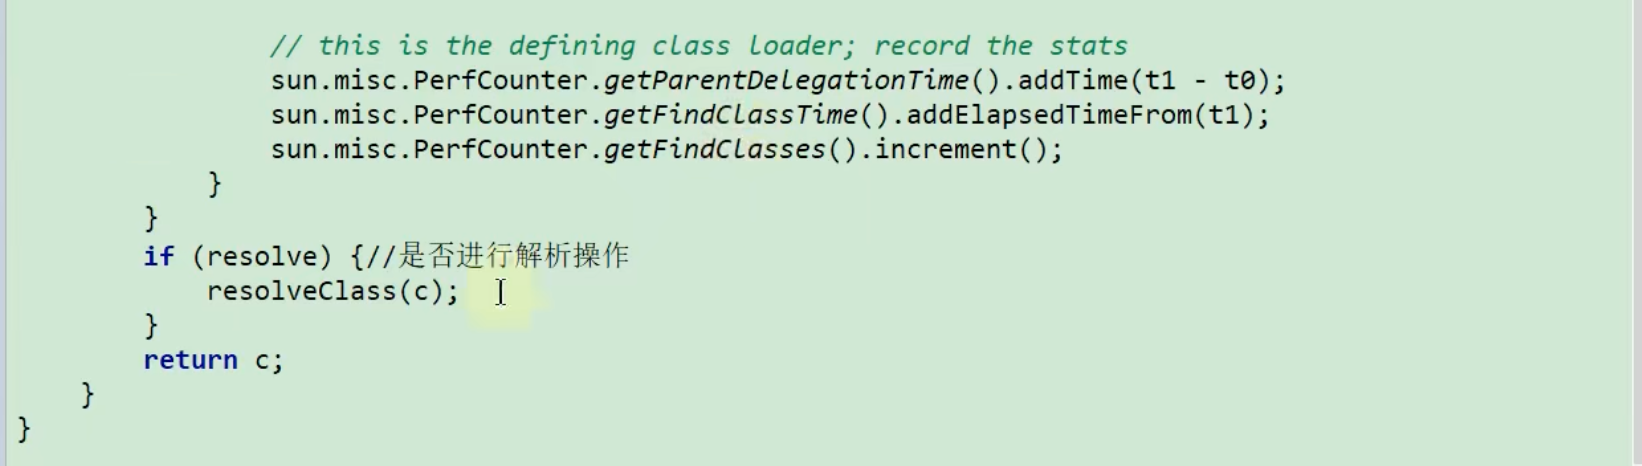 // this is the defining class loader; record the stats
sun.misc.PerfCounter.getParentDelegationTime().addTime(t1 - t0);
sun.misc.PerfCounter.getFindClassTime().addElapsedTimeFrom(t1);
sun.misc.PerfCounter.getFindClasses().increment();
}
}
if (resolve) {//是否进行解析操作
resolveClass(c);
}
return c;
}
}